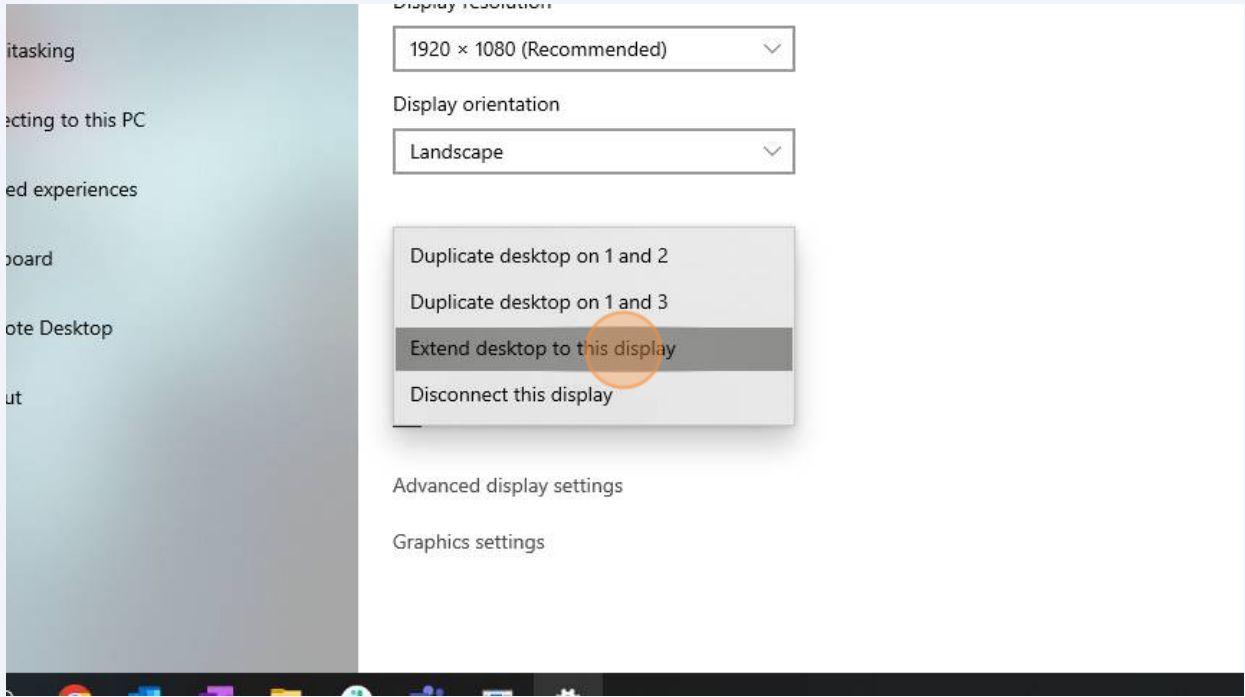 Display resolution
itasking
1920 × 1080 (Recommended)
Display orientation
ecting to this PC
Landscape
ed experiences
Duplicate desktop on 1 and 2
board
Duplicate desktop on 1 and 3
ote Desktop
Extend desktop to this display
Disconnect this display
ut
Advanced display settings
Graphics settings